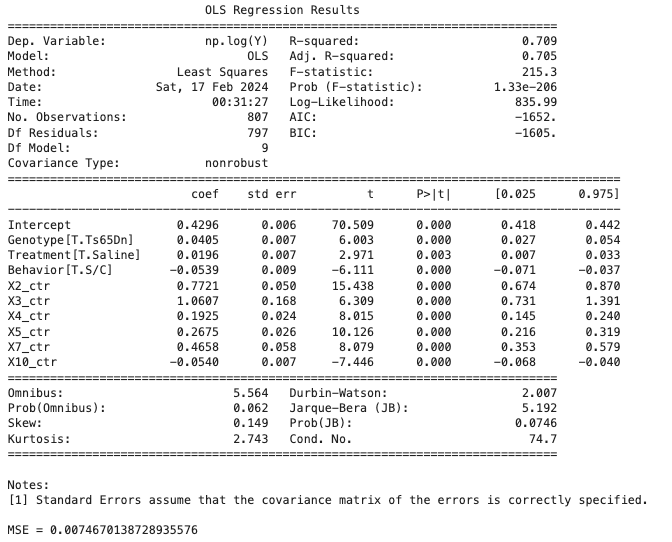 OLS Regression Results
==============================================================================
Dep. Variable: np.log(Y) R-squared: 0.709
Model: OLS Adj. R-squared: 0.705
Method: Least Squares F-statistic: 215.3
Date: Sat, 17 Feb 2024 Prob (F-statistic): 1.33e-206
Time: 00:31:27 Log-Likelihood: 835.99
No. Observations: 807 AIC: -1652.
Df Residuals: 797 BIC: -1605.
Df Model: 9
Covariance Type: nonrobust
=======================================================================================
coef std err t P>|t| [0.025 0.975]
---------------------------------------------------------------------------------------
Intercept 0.4296 0.006 70.509 0.000 0.418 0.442
Genotype[T.Ts65Dn] 0.0405 0.007 6.003 0.000 0.027 0.054
Treatment[T.Saline] 0.0196 0.007 2.971 0.003 0.007 0.033
Behavior[T.S/C] -0.0539 0.009 -6.111 0.000 -0.071 -0.037
X2_ctr 0.7721 0.050 15.438 0.000 0.674 0.870
X3_ctr 1.0607 0.168 6.309 0.000 0.731 1.391
X4_ctr 0.1925 0.024 8.015 0.000 0.145 0.240
X5_ctr 0.2675 0.026 10.126 0.000 0.216 0.319
X7_ctr 0.4658 0.058 8.079 0.000 0.353 0.579
X10_ctr -0.0540 0.007 -7.446 0.000 -0.068 -0.040
==============================================================================
Omnibus: 5.564 Durbin-Watson: 2.007
Prob(Omnibus): 0.062 Jarque-Bera (JB): 5.192
Skew: 0.149 Prob(JB): 0.0746
Kurtosis: 2.743 Cond. No. 74.7
==============================================================================
Notes:
[1] Standard Errors assume that the covariance matrix of the errors is correctly specified.
MSE = 0.0074670138728935576